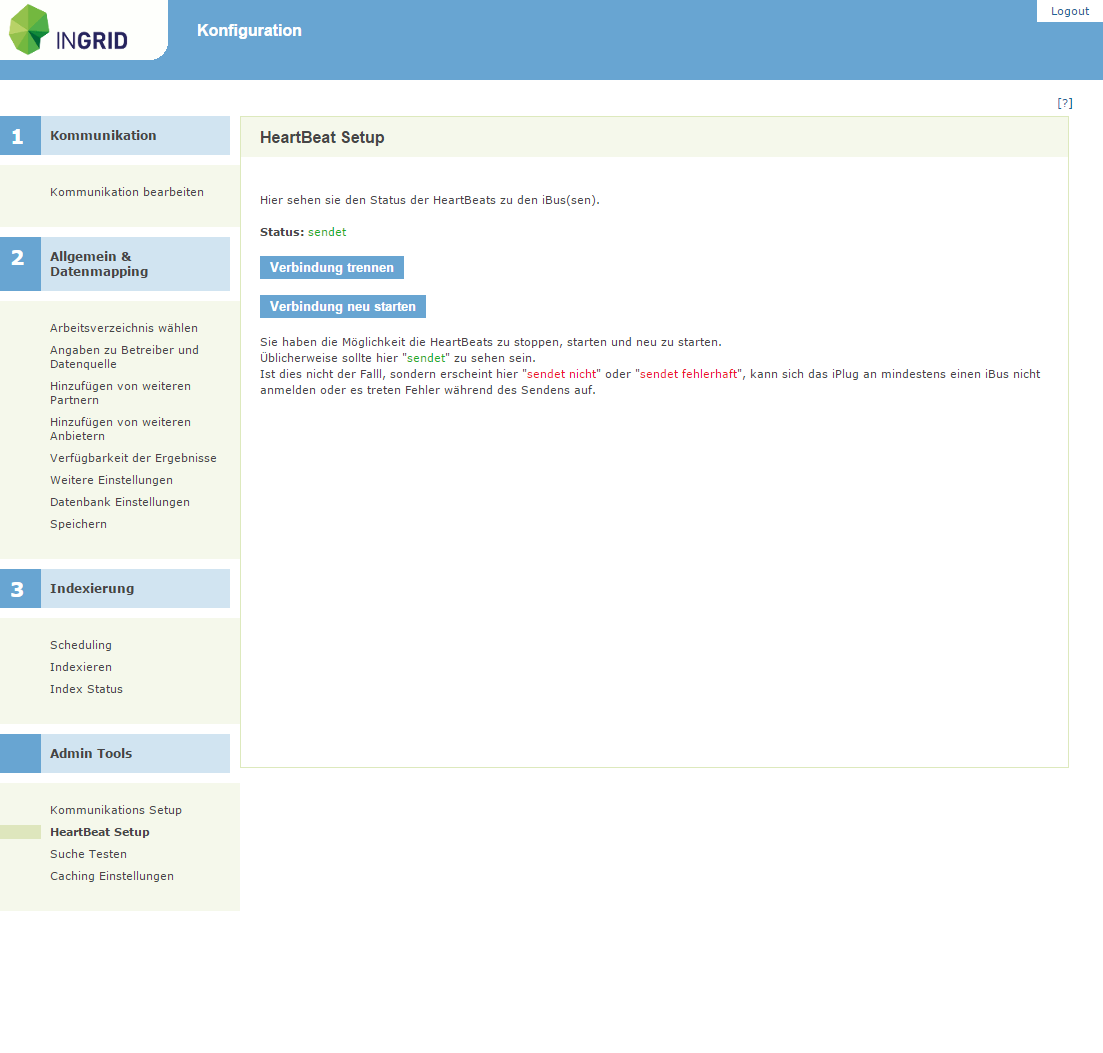 INGRID
Konfiguration
Logout
[?]
1 Kommunikation
Kommunikation bearbeiten
2 Allgemein &
Datenmapping
Arbeitsverzeichnis wählen
Angaben zu Betreiber und
Datenquelle
Hinzufügen von weiteren
Partnern
Hinzufügen von weiteren
Anbietern
Verfügbarkeit der Ergebnisse
Weitere Einstellungen
Datenbank Einstellungen
Speichern
3 Indexierung
Scheduling
Indexieren
Index Status
Admin Tools
Kommunikations Setup
HeartBeat Setup
Suche Testen
Caching Einstellungen
HeartBeat Setup
Hier sehen sie den Status der HeartBeats zu den iBus(sen).
Status: sendet
Verbindung trennen
Verbindung neu starten
Sie haben die Möglichkeit die HeartBeats zu stoppen, starten und neu zu starten.
Üblicherweise sollte hier "sendet" zu sehen sein.
Ist dies nicht der Falll, sondern erscheint hier "sendet nicht" oder "sendet fehlerhaft", kann sich das iPlug an mindestens einen iBus nicht
anmelden oder es treten Fehler während des Sendens auf.